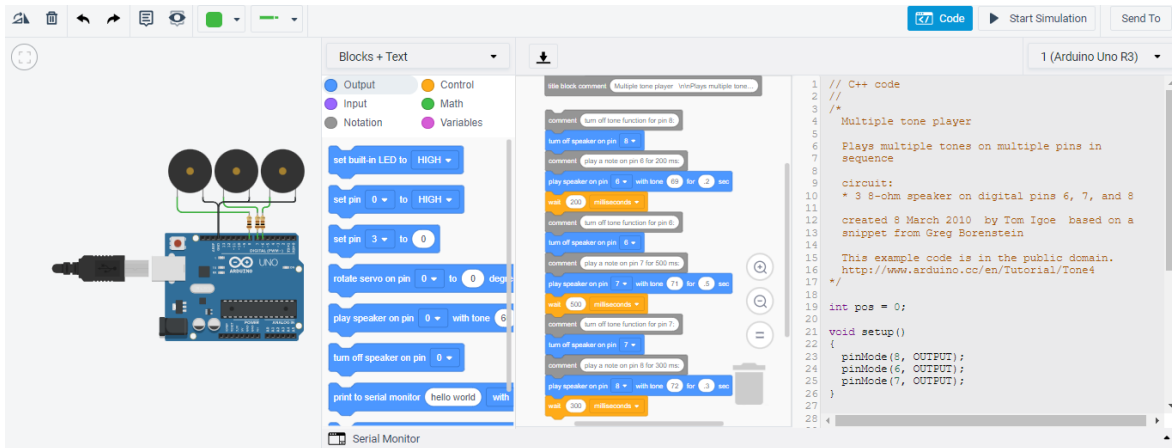 Code
Start Simulation
Send To
Blocks + Text
1 (Arduino Uno R3)
Output
Control
Input
Math
Notation
Variables
set built-in LED to HIGH
set pin 0 to HIGH
set pin 3 to 0
rotate servo on pin 0 to 0 degre
play speaker on pin 0 with tone 6
turn off speaker on pin 0
print to serial monitor hello world with
title block comment Multiple tone player \n\nPlays multiple tone...
comment turn off tone function for pin 8:
turn off speaker on pin 8
comment play a note on pin 6 for 200 ms:
play speaker on pin 6 with tone 69 for .2 sec
wait 200 milliseconds
comment turn off tone function for pin 6:
turn off speaker on pin 6
comment play a note on pin 7 for 500 ms:
play speaker on pin 7 with tone 71 for .5 sec
wait 500 milliseconds
comment turn off tone function for pin 7:
turn off speaker on pin 7
comment play a note on pin 8 for 300 ms:
play speaker on pin 8 with tone 72 for .3 sec
wait 300 milliseconds
1 // C++ code
2 //
3 /*
4 Multiple tone player
5
6 Plays multiple tones on multiple pins in
7 sequence
8
9 circuit:
10 * 3 8-ohm speaker on digital pins 6, 7, and 8
11
12 created 8 March 2010 by Tom Igoe based on a
13 snippet from Greg Borenstein
14
15 This example code is in the public domain.
16 http://www.arduino.cc/en/Tutorial/Tone4
17 */
18
19 int pos = 0;
20
21 void setup()
22 {
23 pinMode(8, OUTPUT);
24 pinMode(6, OUTPUT);
25 pinMode(7, OUTPUT);
26 }
27
28
UNO
ARDUINO
Serial Monitor